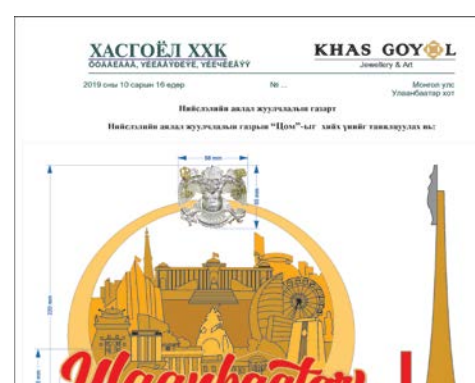 ХАСГОЁЛ ХХК
KHAS GOYOL
Jewellery & Art
2019 оны 10 сарын 16 өдөр
№ ...
Монгол улс
Улаанбаатар хот
Нийслэлийн аялал жуулчлалын газарт
Нийслэлийн аялал жуулчлалын газрын "Цом"-ыг хийх үнийг танилцуулах нь:
Ulaanbaatar